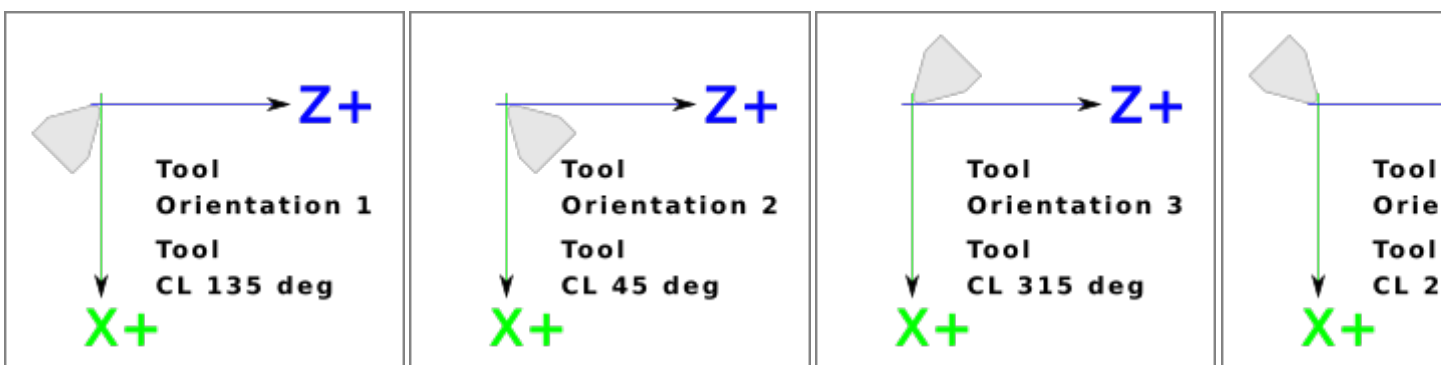 Z+
Tool
Orientation 1
Tool
CL 135 deg
X+
Z+
Tool
Orientation 2
Tool
CL 45 deg
X+
Z+
Tool
Orientation 3
Tool
CL 315 deg
X+
Tool
Tool
CL
X+